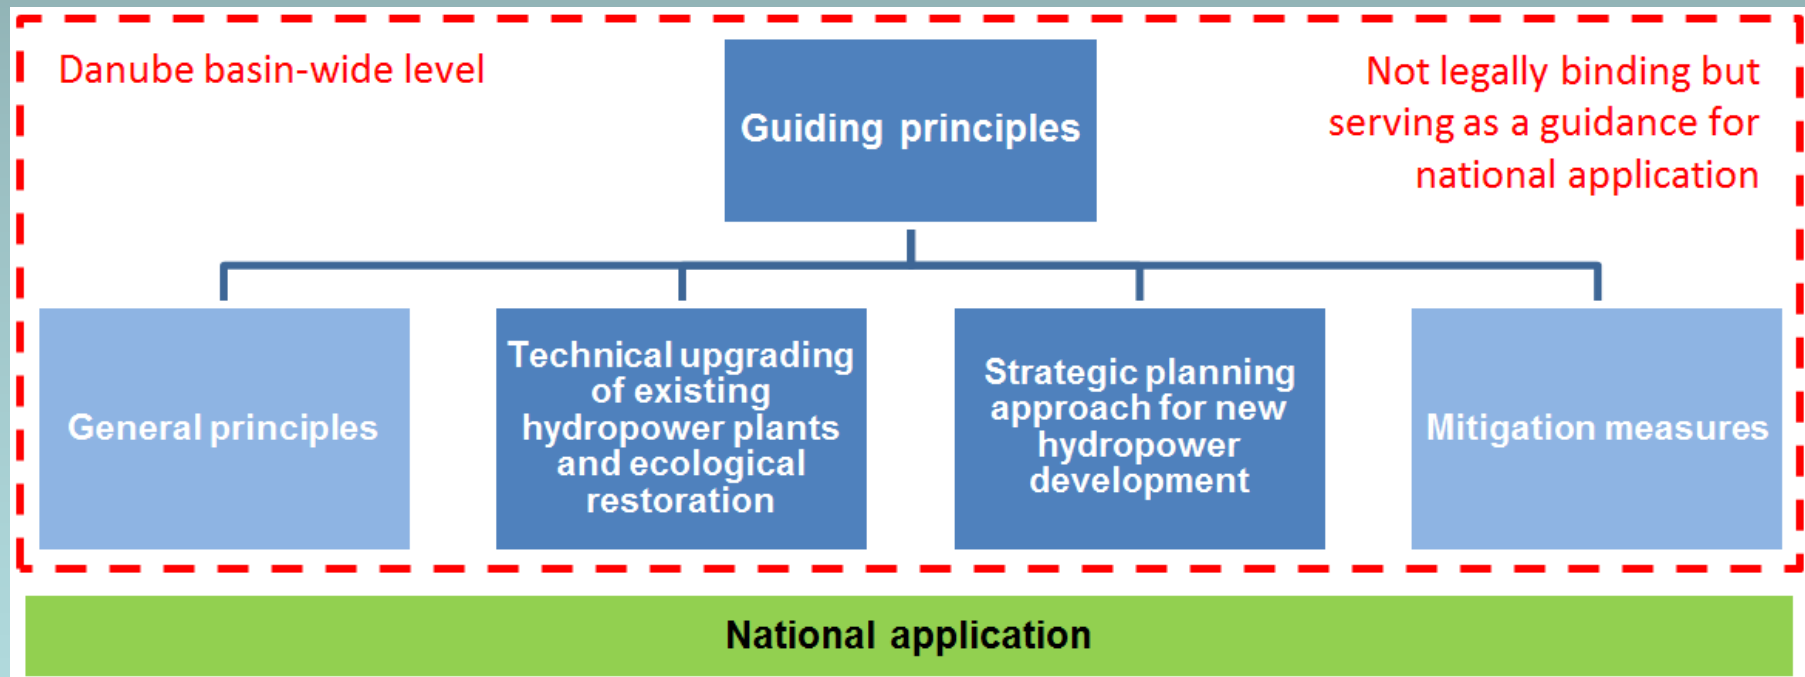 Danube basin-wide level
Guiding principles
Not legally binding but
serving as a guidance for
national application
General principles
Technical upgrading
of existing
hydropower plants
and ecological
restoration
Strategic planning
approach for new
hydropower
development
Mitigation measures
National application